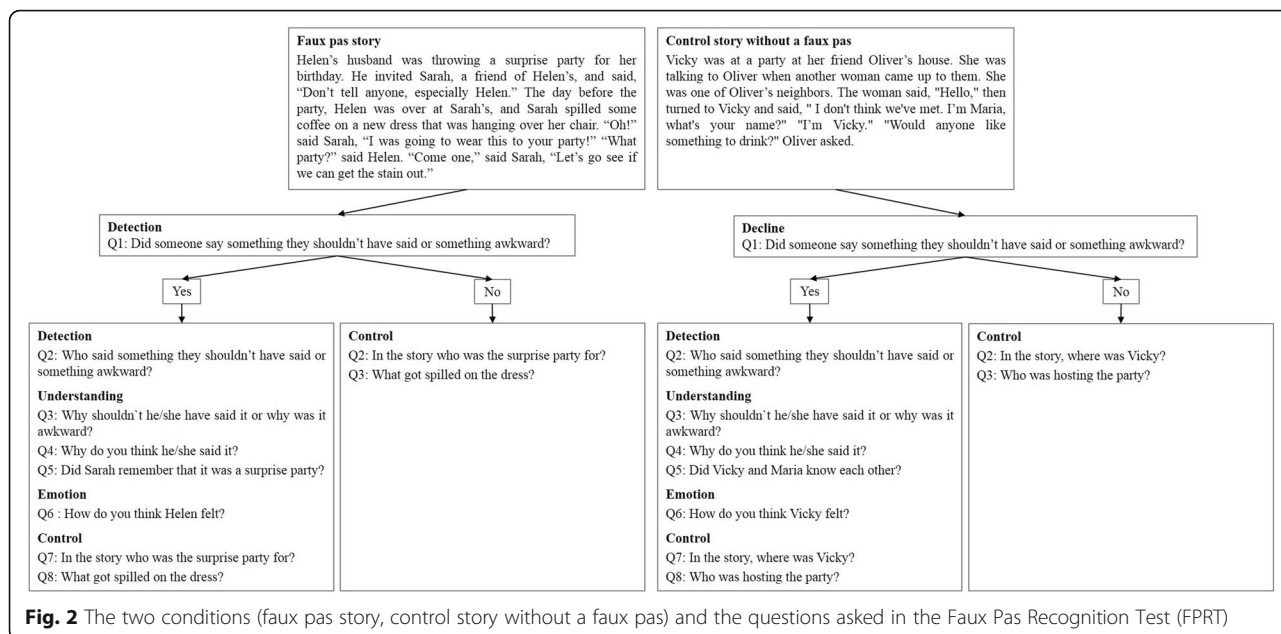 Faux pas story
Helen's husband was throwing a surprise party for her
birthday. He invited Sarah, a friend of Helen's, and said,
“Don't tell anyone, especially Helen.” The day before the
party, Helen was over at Sarah's, and Sarah spilled some
coffee on a new dress that was hanging over her chair. “Oh!”
said Sarah, “I was going to wear this to your party!” “What
party?” said Helen. “Come one,” said Sarah, “Let's go see if
we can get the stain out.”
Control story without a faux pas
Vicky was at a party at her friend Oliver's house. She was
talking to Oliver when another woman came up to them. She
was one of Oliver's neighbors. The woman said, "Hello," then
turned to Vicky and said, " I don't think we've met. I'm Maria,
what's your name?" "I'm Vicky." "Would anyone like
something to drink?" Oliver asked.
Detection
Q1: Did someone say something they shouldn't have said or something awkward?
Decline
Q1: Did someone say something they shouldn't have said or something awkward?
Yes
No
Yes
No
Detection
Q2: Who said something they shouldn't have said or
something awkward?
Understanding
Q3: Why shouldn`t he/she have said it or why was it
awkward?
Q4: Why do you think he/she said it?
Q5: Did Sarah remember that it was a surprise party?
Emotion
Q6 : How do you think Helen felt?
Control
Q7: In the story who was the surprise party for?
Q8: What got spilled on the dress?
Control
Q2: In the story who was the surprise party for?
Q3: What got spilled on the dress?
Detection
Q2: Who said something they shouldn't have said or
something awkward?
Understanding
Q3: Why shouldn`t he/she have said it or why was it
awkward?
Q4: Why do you think he/she said it?
Q5: Did Vicky and Maria know each other?
Emotion
Q6: How do you think Vicky felt?
Control
Q7: In the story, where was Vicky?
Q8: Who was hosting the party?
Control
Q2: In the story, where was Vicky?
Q3: Who was hosting the party?
Fig. 2 The two conditions (faux pas story, control story without a faux pas) and the questions asked in the Faux Pas Recognition Test (FPRT)